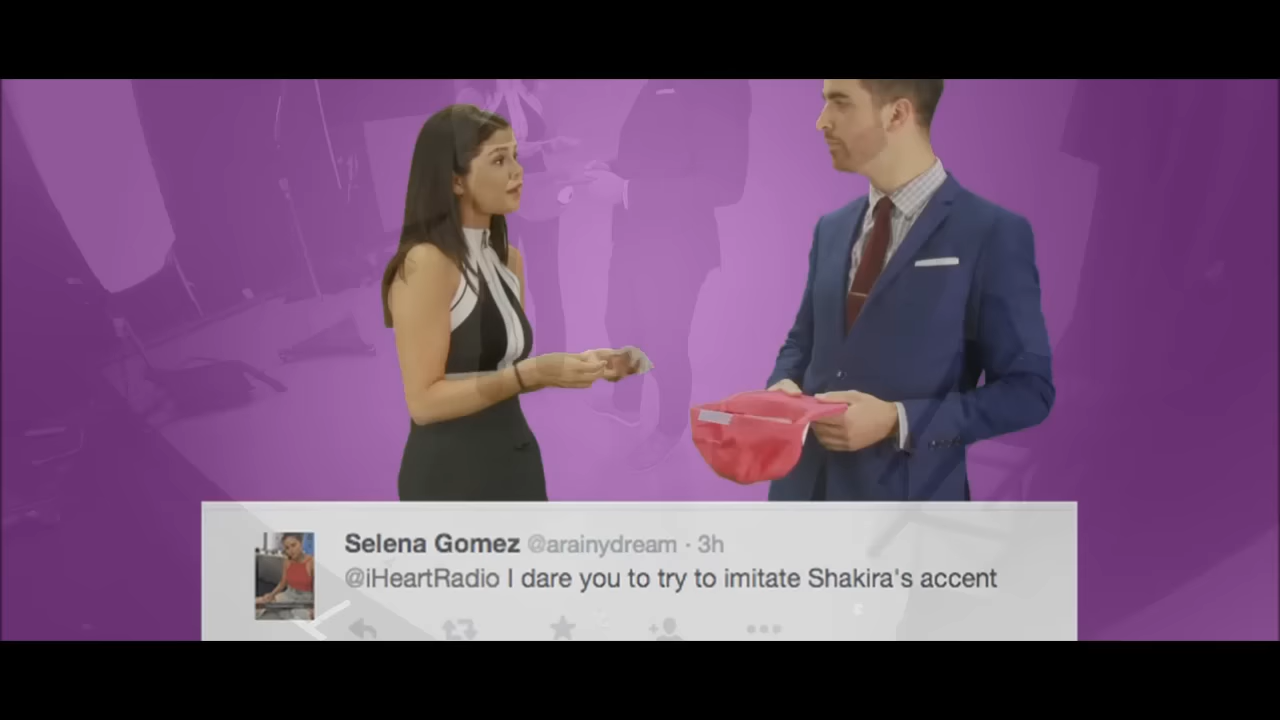 Selena Gomez @arainydream · 3h
@iHeartRadio I dare you to try to imitate Shakira's accent